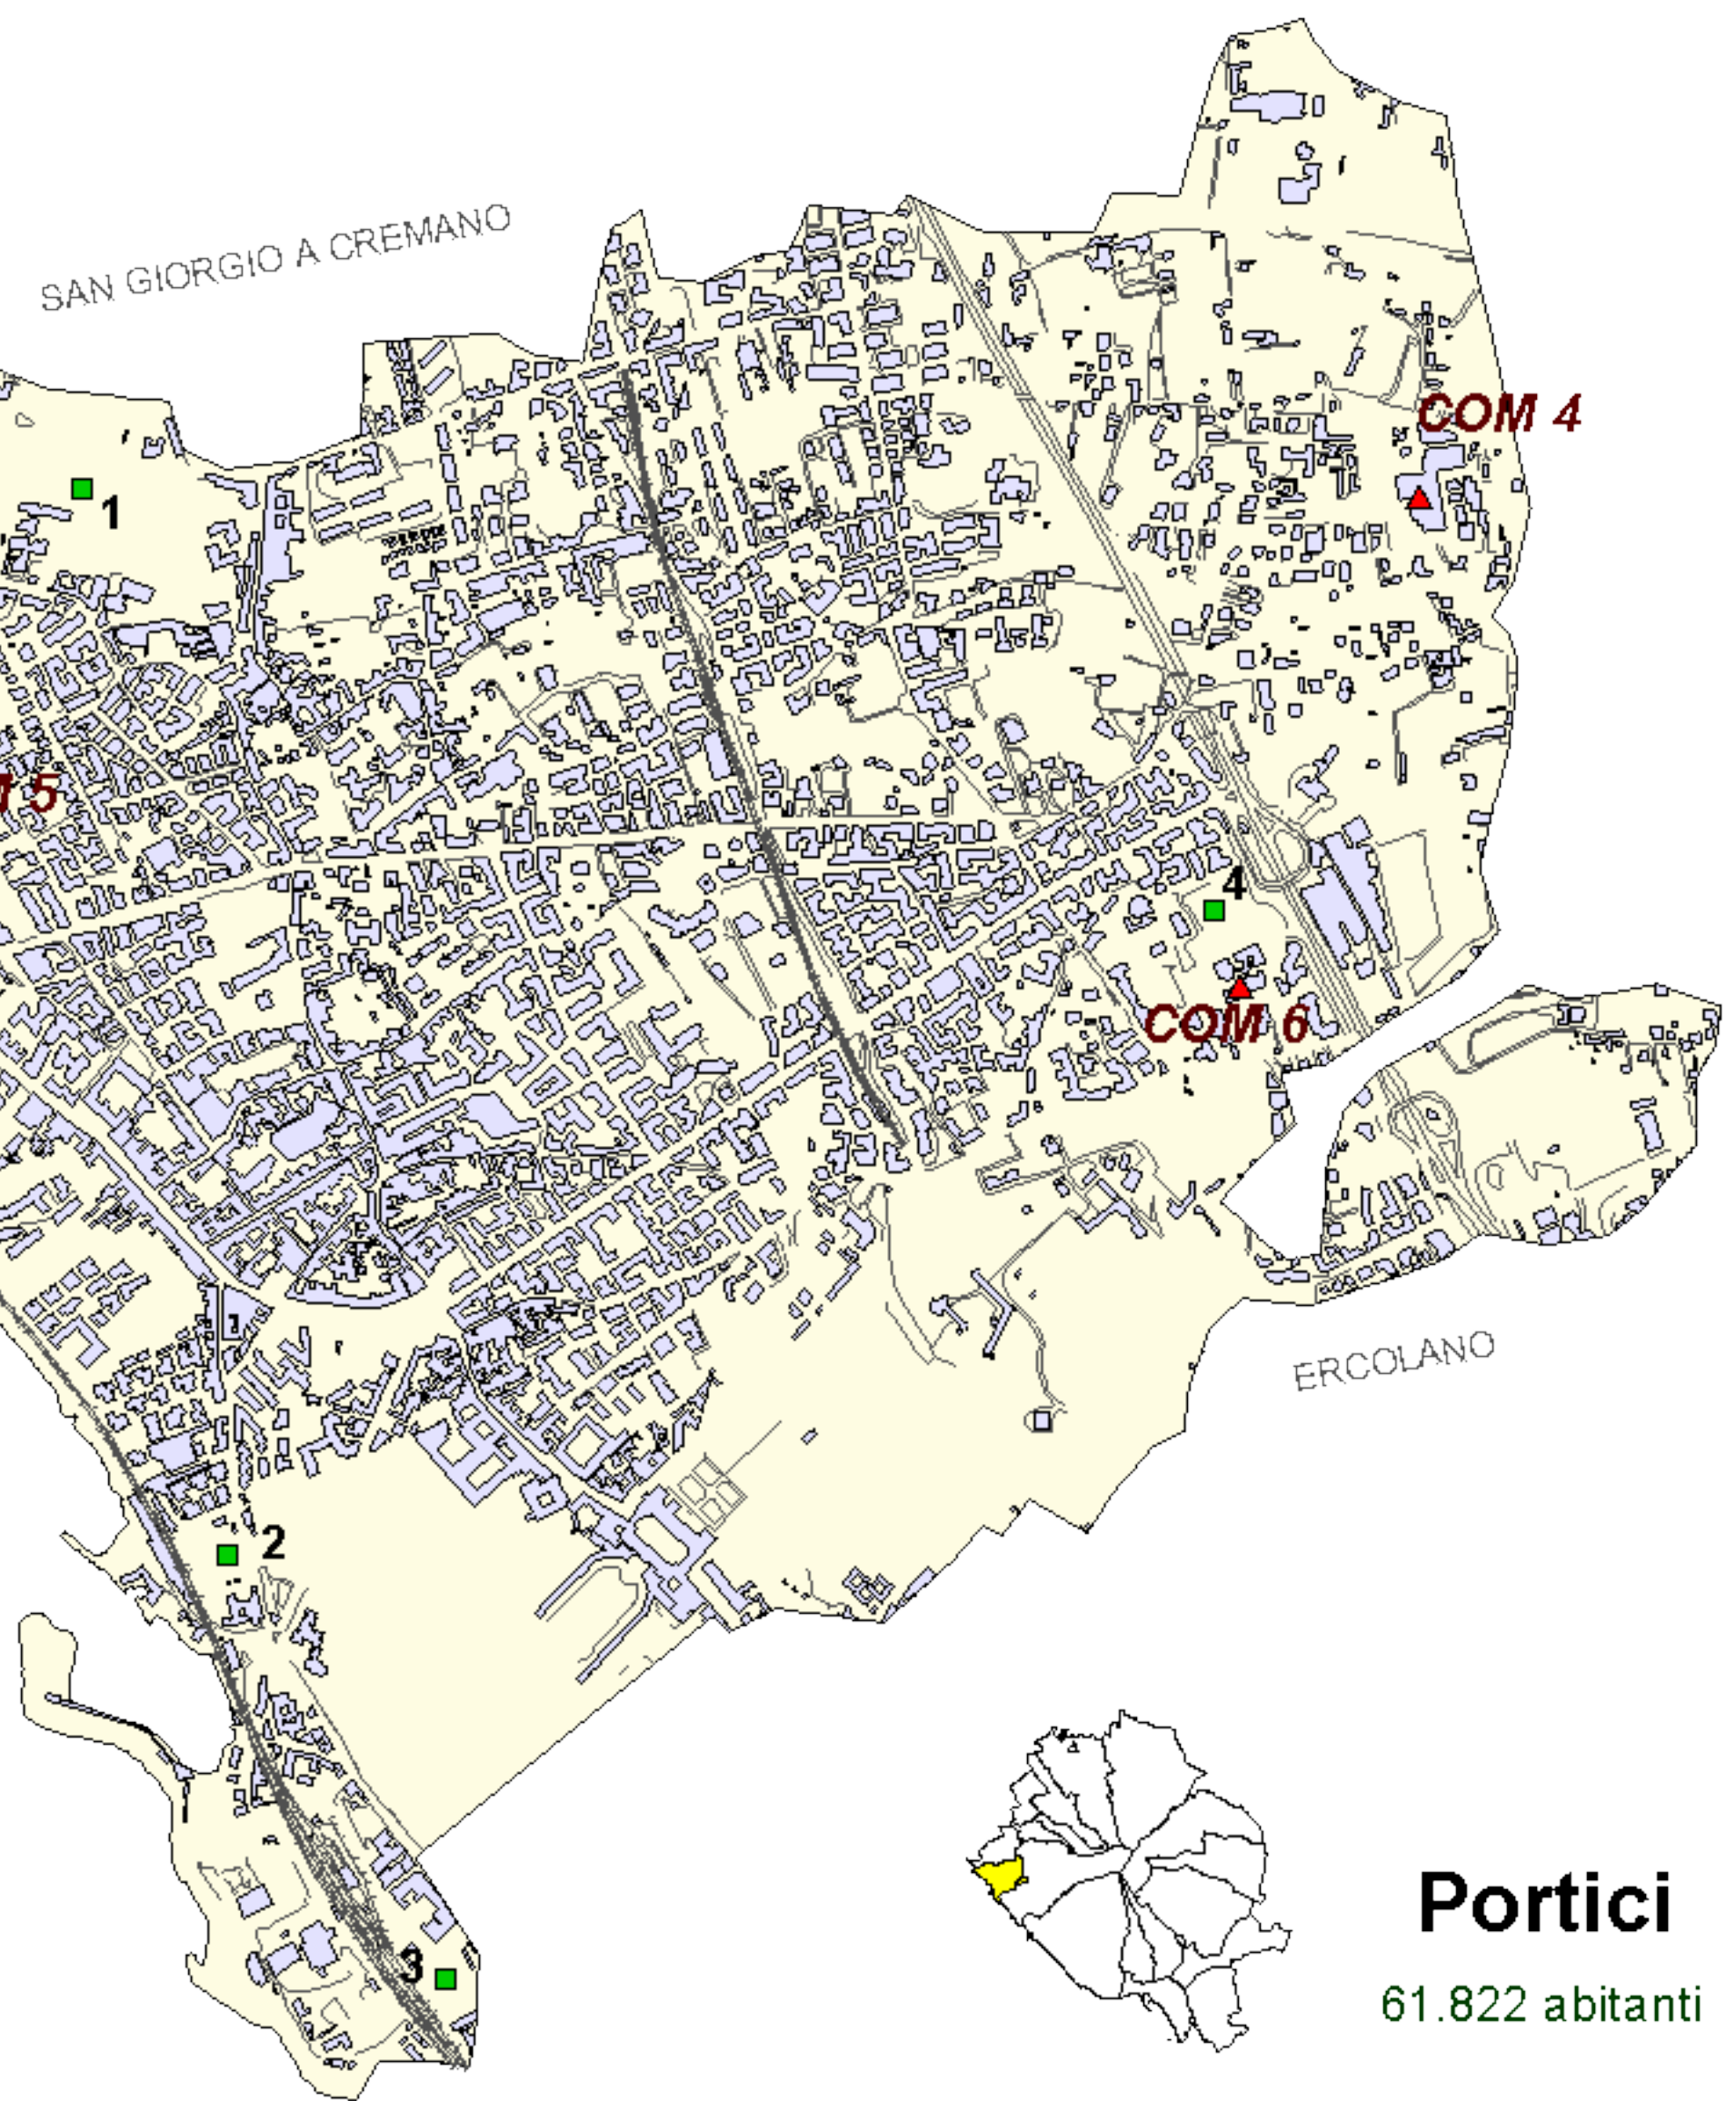 SAN GIORGIO A CREMANO
COM 4
1
M 5
4
COM 6
ERCOLANO
2
Portici
3
61.822 abitanti